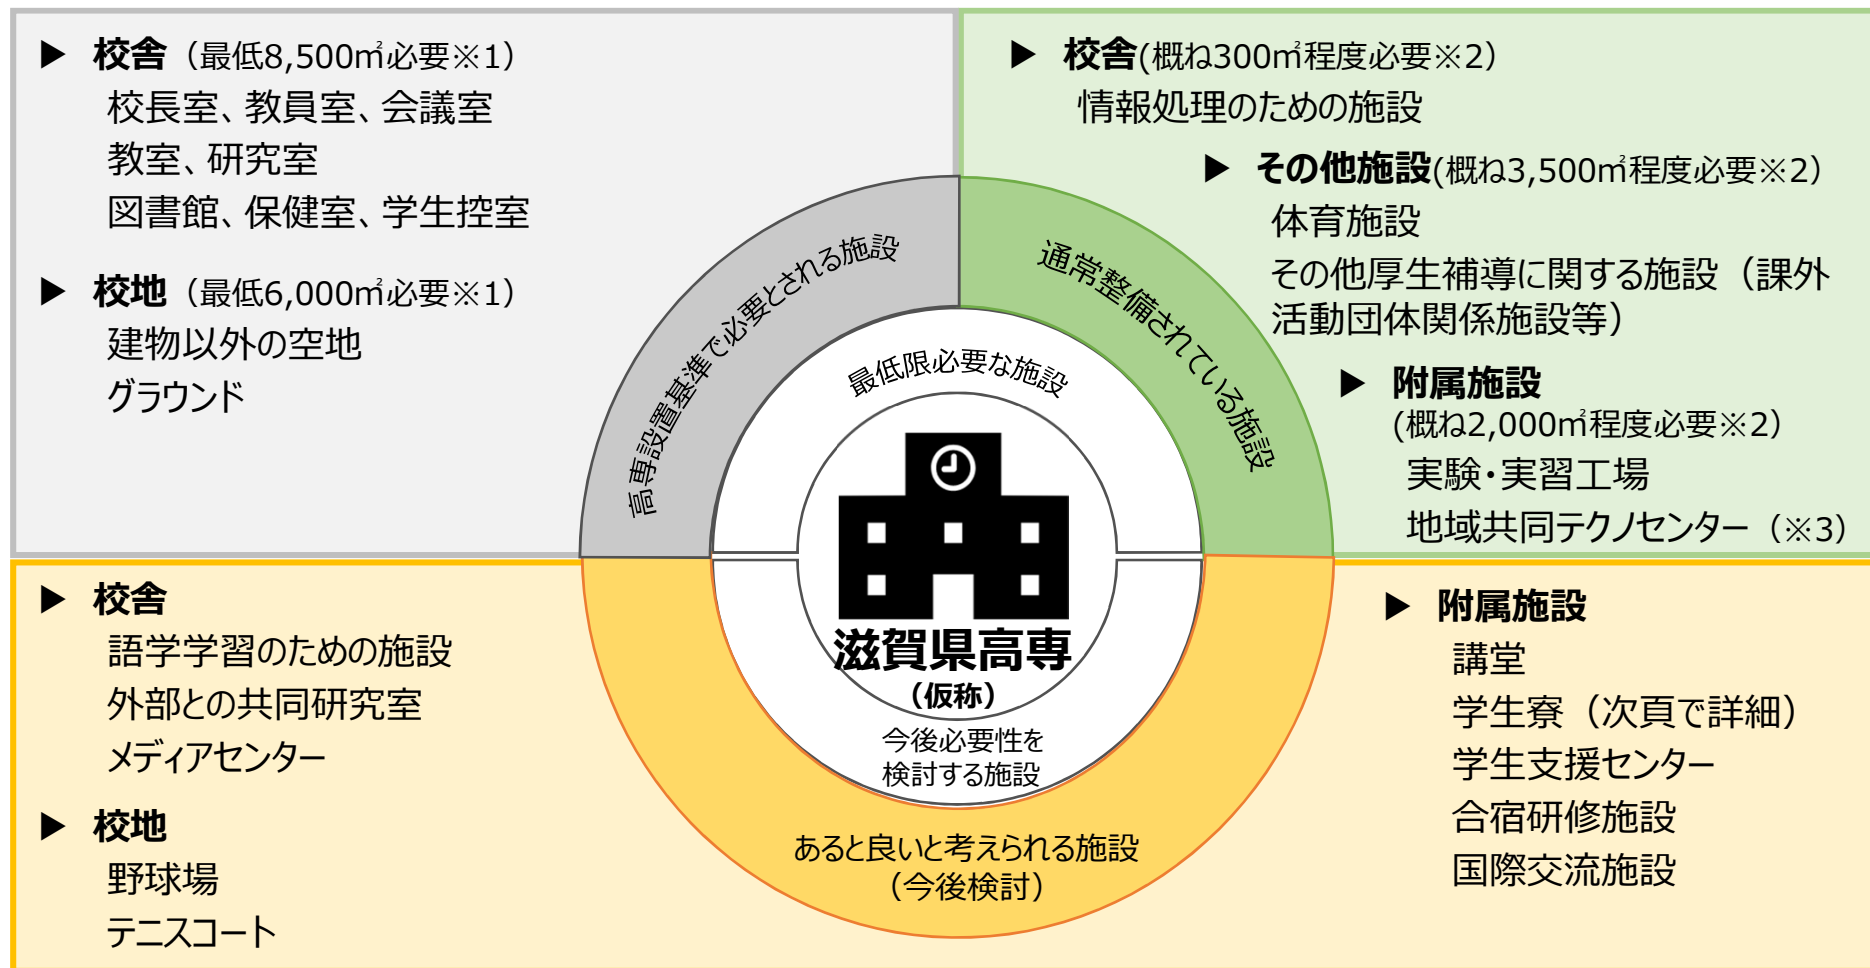 ▶ 校舎（最低8,500㎡必要※1）
校長室、教員室、会議室
教室、研究室
図書館、保健室、学生控室
▶ 校地（最低6,000㎡必要※1）
建物以外の空地
グラウンド
▶ 校舎(概ね300㎡程度必要※2）
情報処理のための施設
▶ その他施設(概ね3,500㎡程度必要※2）
体育施設
その他厚生補導に関する施設（課外
活動団体関係施設等）
▶ 附属施設
(概ね2,000㎡程度必要※2）
実験・実習工場
地域共同テクノセンター（※3）
高専設置基準で必要とされる施設
通常整備されている施設
最低限必要な施設
滋賀県高専
（仮称）
今後必要性を
検討する施設
あると良いと考えられる施設
（今後検討）
▶ 校舎
語学学習のための施設
外部との共同研究室
メディアセンター
▶ 校地
野球場
テニスコート
▶ 附属施設
講堂
学生寮（次頁で詳細）
学生支援センター
合宿研修施設
国際交流施設